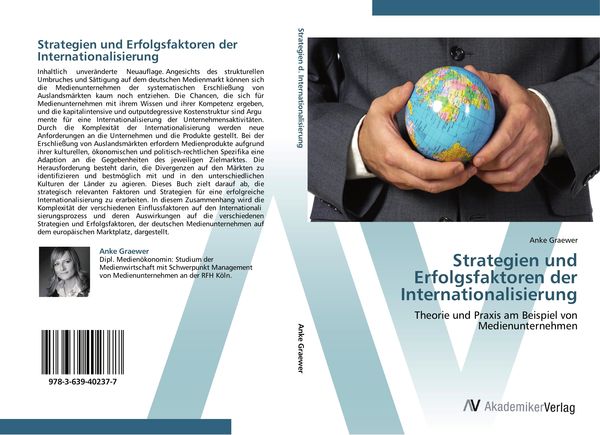 Strategien und Erfolgsfaktoren der
Internationalisierung
Inhaltlich unveränderte Neuauflage. Angesichts des strukturellen
Umbruches und Sättigung auf dem deutschen Medienmarkt können sich
die Medienunternehmen der systematischen Erschließung von
Auslandsmärkten kaum noch entziehen. Die Chancen, die sich für
Medienunternehmen mit ihrem Wissen und ihrer Kompetenz ergeben,
und die kapitalintensive und outputdegressive Kostenstruktur sind Argu
mente für eine Internationalisierung der Unternehmensaktivitäten.
Durch die Komplexität der Internationalisierung werden neue
Anforderungen an die Unternehmen und die Produkte gestellt. Bei der
Erschließung von Auslandsmärkten erfordern Medienprodukte aufgrund
ihrer kulturellen, ökonomischen und politisch-rechtlichen Spezifika eine
Adaption an die Gegebenheiten des jeweiligen Zielmarktes. Die
Herausforderung besteht darin, die Divergenzen auf den Märkten zu
identifizieren und bestmöglich mit und in den unterschiedlichen
Kulturen der Länder zu agieren. Dieses Buch zielt darauf ab, die
strategisch relevanten Faktoren und Strategien für eine erfolgreiche
Internationalisierung zu erarbeiten. In diesem Zusammenhang wird die
Komplexität der verschiedenen Einflussfaktoren auf den Internationali-
sierungsprozess und deren Auswirkungen auf die verschiedenen
Strategien und Erfolgsfaktoren, der deutschen Medienunternehmen auf
dem europäischen Marktplatz, dargestellt.
Anke Graewer
Dipl. Medienökonomin: Studium der
Medienwirtschaft mit Schwerpunkt Management
von Medienunternehmen an der RFH Köln.
978-3-639-40237-7
Strategien d. Internationalisierung
Anke Graewer
Anke Graewer
Strategien und
Erfolgsfaktoren der
Internationalisierung
Theorie und Praxis am Beispiel von
Medienunternehmen
AV AkademikerVerlag